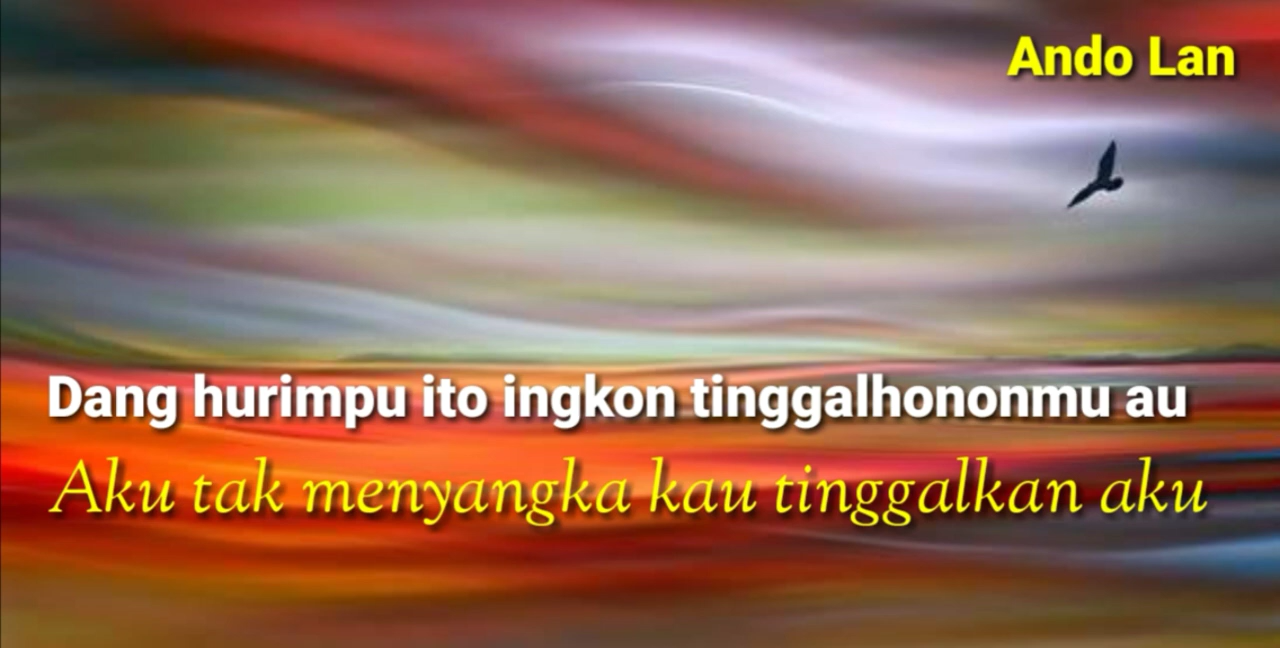 Ando Lan
Dang hurimpu ito ingkon tinggalhononmu au
Aku tak menyangka kau tinggalkan aku